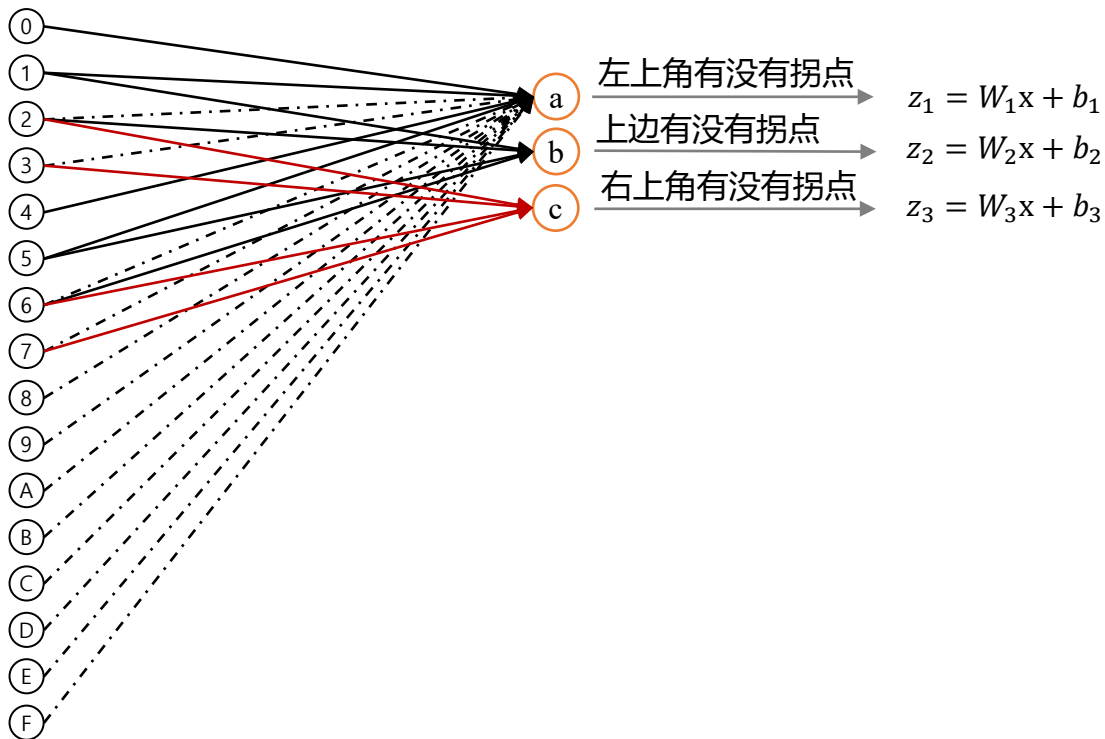 0
1
2
3
4
5
6
7
8
9
A
B
C
D
E
F
a
b
c
左上角有没有拐点
上边有没有拐点
右上角有没有拐点
z₁ = W₁x + b₁
z₂ = W₂x + b₂
z₃ = W₃x + b₃